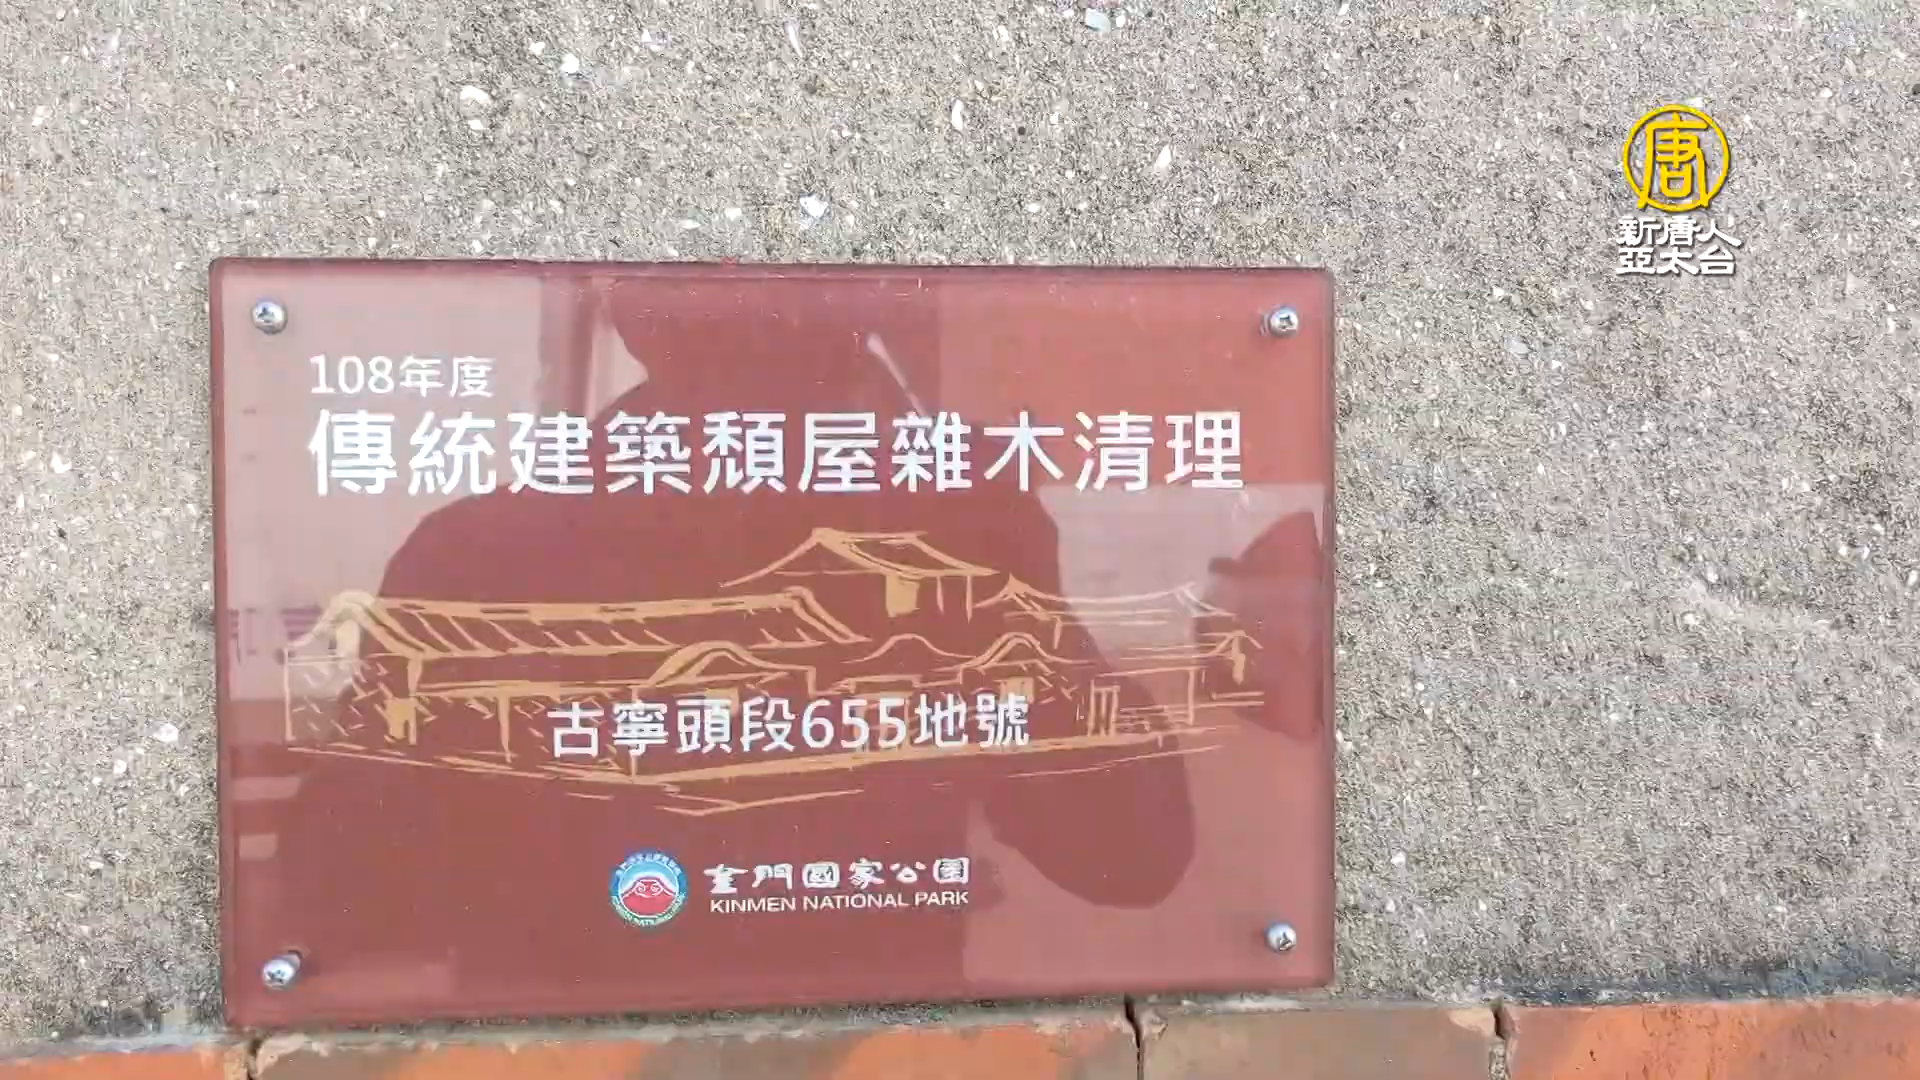 唐
新唐人
亞太台
108年度
傳統建築頹屋雜木清理
古寧頭段655地號
金門國家公園
KINMEN NATIONAL PARK